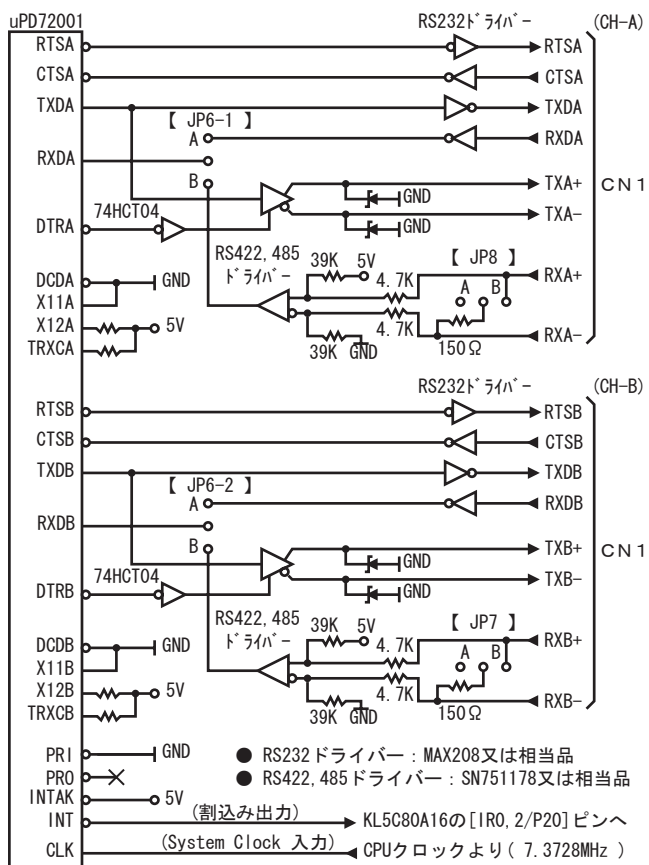 uPD72001
RS232ドライバー
(CH-A)
RTSA
RTSA
CTSA
CTSA
TXDA
TXDA
【 JP6-1 】
A
RXDA
RXDA
B
TXA+
CN1
GND
74HCT04
TXA-
DTRA
GND
RS422,485
ドライバー
39K
5V
【 JP8 】
RXA+
DCDA
GND
4.7K
A
B
X11A
X12A
5V
4.7K
RXA-
TRXCA
39K
GND
150Ω
RS232ドライバー
(CH-B)
RTSB
RTSB
CTSB
CTSB
TXDB
TXDB
【 JP6-2 】
A
RXDB
RXDB
B
TXB+
CN1
GND
74HCT04
TXB-
DTRB
GND
RS422,485
ドライバー
39K
5V
【 JP7 】
RXB+
DCDB
GND
4.7K
A
B
X11B
X12B
5V
4.7K
RXB-
TRXCB
39K
GND
150Ω
PRI
GND
● RS232ドライバー：MAX208又は相当品
PRO
● RS422,485ドライバー：SN751178又は相当品
INTAK
5V
INT
(割込み出力)
KL5C80A16の[IR0,2/P20]ピンへ
CLK
(System Clock 入力)
CPUクロックより( 7.3728MHz )